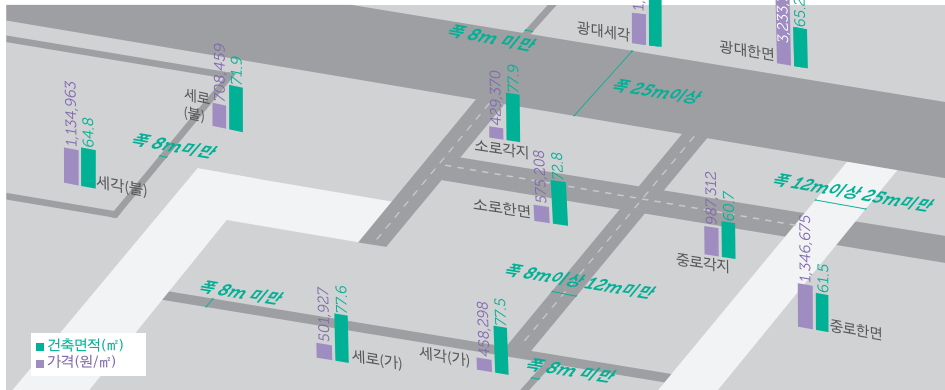 폭 8m 미만
광대세각
광대한면
3,233,
65.2
폭 25m이상
세로
(불)
708,459
71.9
1,134,963
64.8
세각(불)
폭 8m미만
429,370
77.9
소로각지
575,208
72.8
소로한면
폭 12m이상 25m미만
987,312
60.7
중로각지
1,346,675
61.5
중로한면
폭 8m이상 12m미만
폭 8m 미만
501,927
77.6
세로(가)
458,298
77.5
세각(가)
폭 8m 미만
건축면적(㎡)
가격(원/㎡)